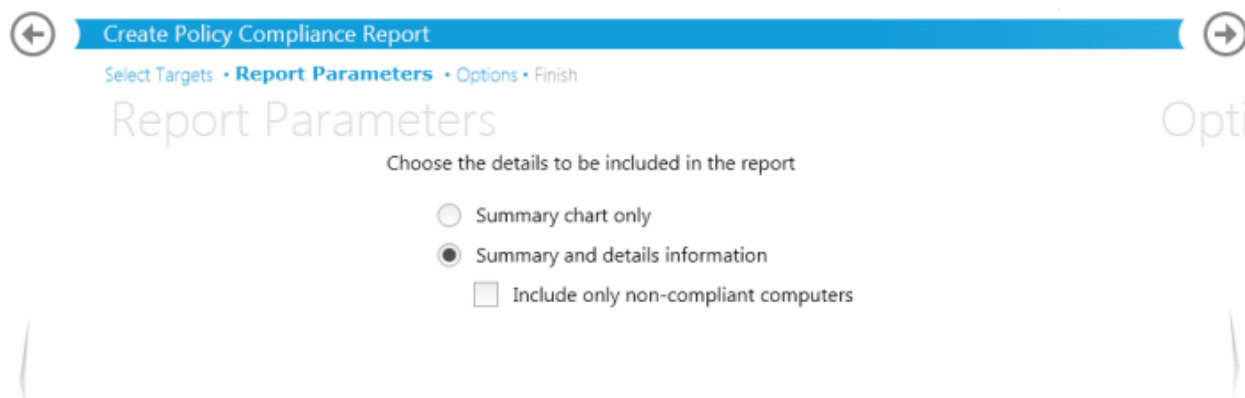 Create Policy Compliance Report
Select Targets • Report Parameters • Options • Finish
Report Parameters
Opti
Choose the details to be included in the report
Summary chart only
Summary and details information
Include only non-compliant computers